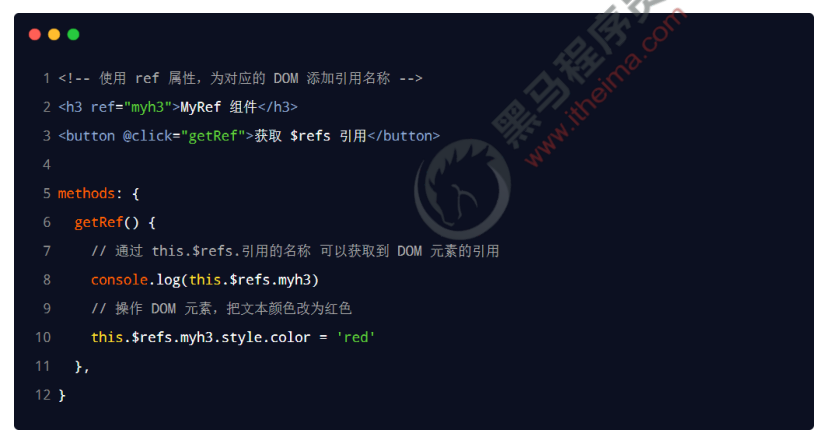 黑马程序员
www.itheima.com
1 <!-- 使用 ref 属性，为对应的 DOM 添加引用名称 -->
2 <h3 ref="myh3">MyRef 组件</h3>
3 <button @click="getRef">获取 $refs 引用</button>
4
5 methods: {
6   getRef() {
7     // 通过 this.$refs.引用的名称 可以获取到 DOM 元素的引用
8     console.log(this.$refs.myh3)
9     // 操作 DOM 元素，把文本颜色改为红色
10     this.$refs.myh3.style.color = 'red'
11   },
12 }